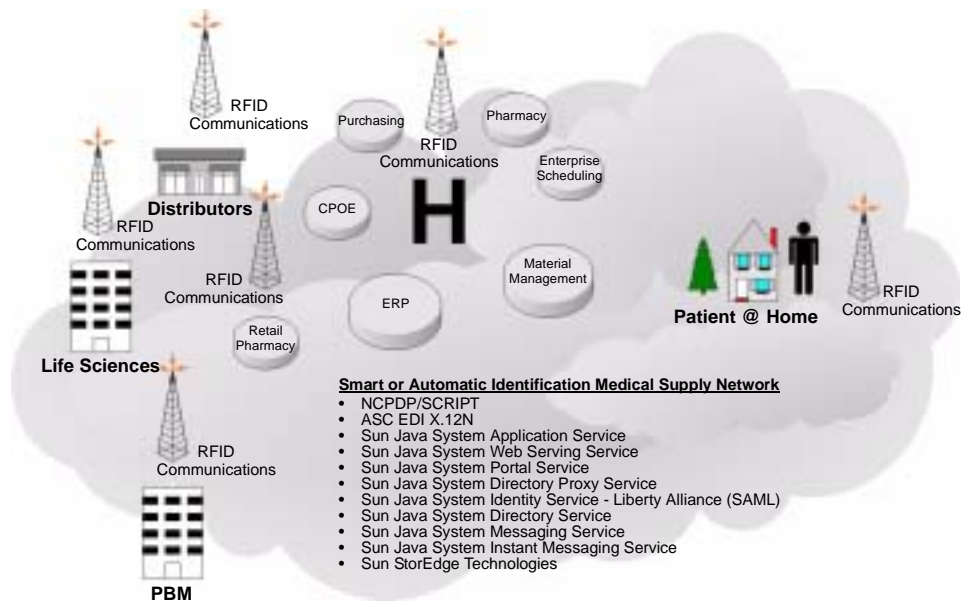 RFID
Communications
Purchasing
Pharmacy
RFID
Communications
Enterprise
Scheduling
Distributors
CPOE
H
RFID
Communications
RFID
Communications
Material
Management
Patient @ Home
RFID
Communications
ERP
Retail
Pharmacy
Life Sciences
RFID
Communications
PBM
Smart or Automatic Identification Medical Supply Network
• NCPDP/SCRIPT
• ASC EDI X.12N
• Sun Java System Application Service
• Sun Java System Web Serving Service
• Sun Java System Portal Service
• Sun Java System Directory Proxy Service
• Sun Java System Identity Service - Liberty Alliance (SAML)
• Sun Java System Directory Service
• Sun Java System Messaging Service
• Sun Java System Instant Messaging Service
• Sun StorEdge Technologies